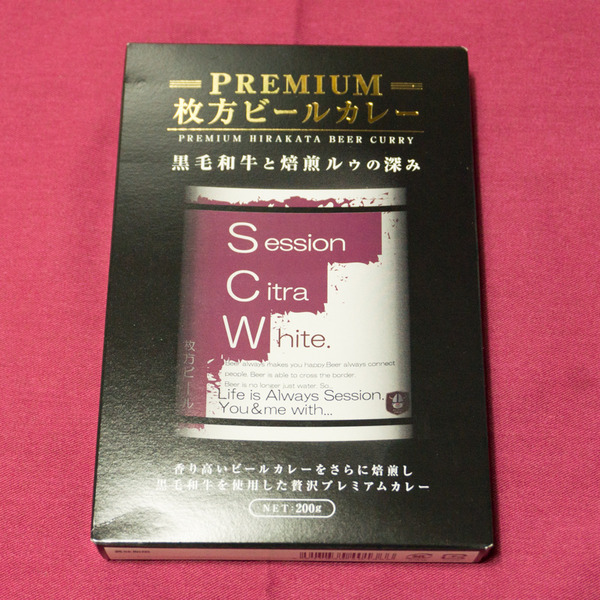 PREMIUM
枚方ビールカレー
PREMIUM HIRAKATA BEER CURRY
黒毛和牛と焙煎ルゥの深み
Session
Citra
White.
枚方ビール
Beer always makes you happy.Beer always connect
people. Beer is able to cross the border.
Beer is no longer just water. So...
Life is Always Session.
You&me with...
香り高いビールカレーをさらに焙煎し
黒毛和牛を使用した贅沢プレミアムカレー
NET:200g